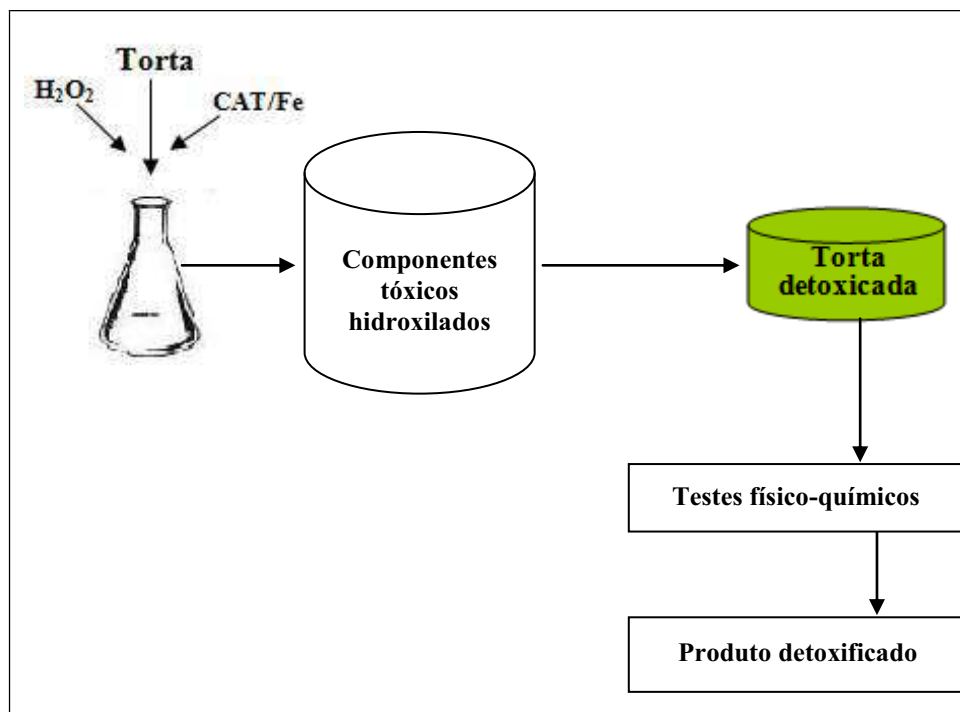 Torta
H₂O₂
CAT/Fe
Componentes
tóxicos
hidroxilados
Torta
detoxicada
Testes físico-químicos
Produto detoxificado